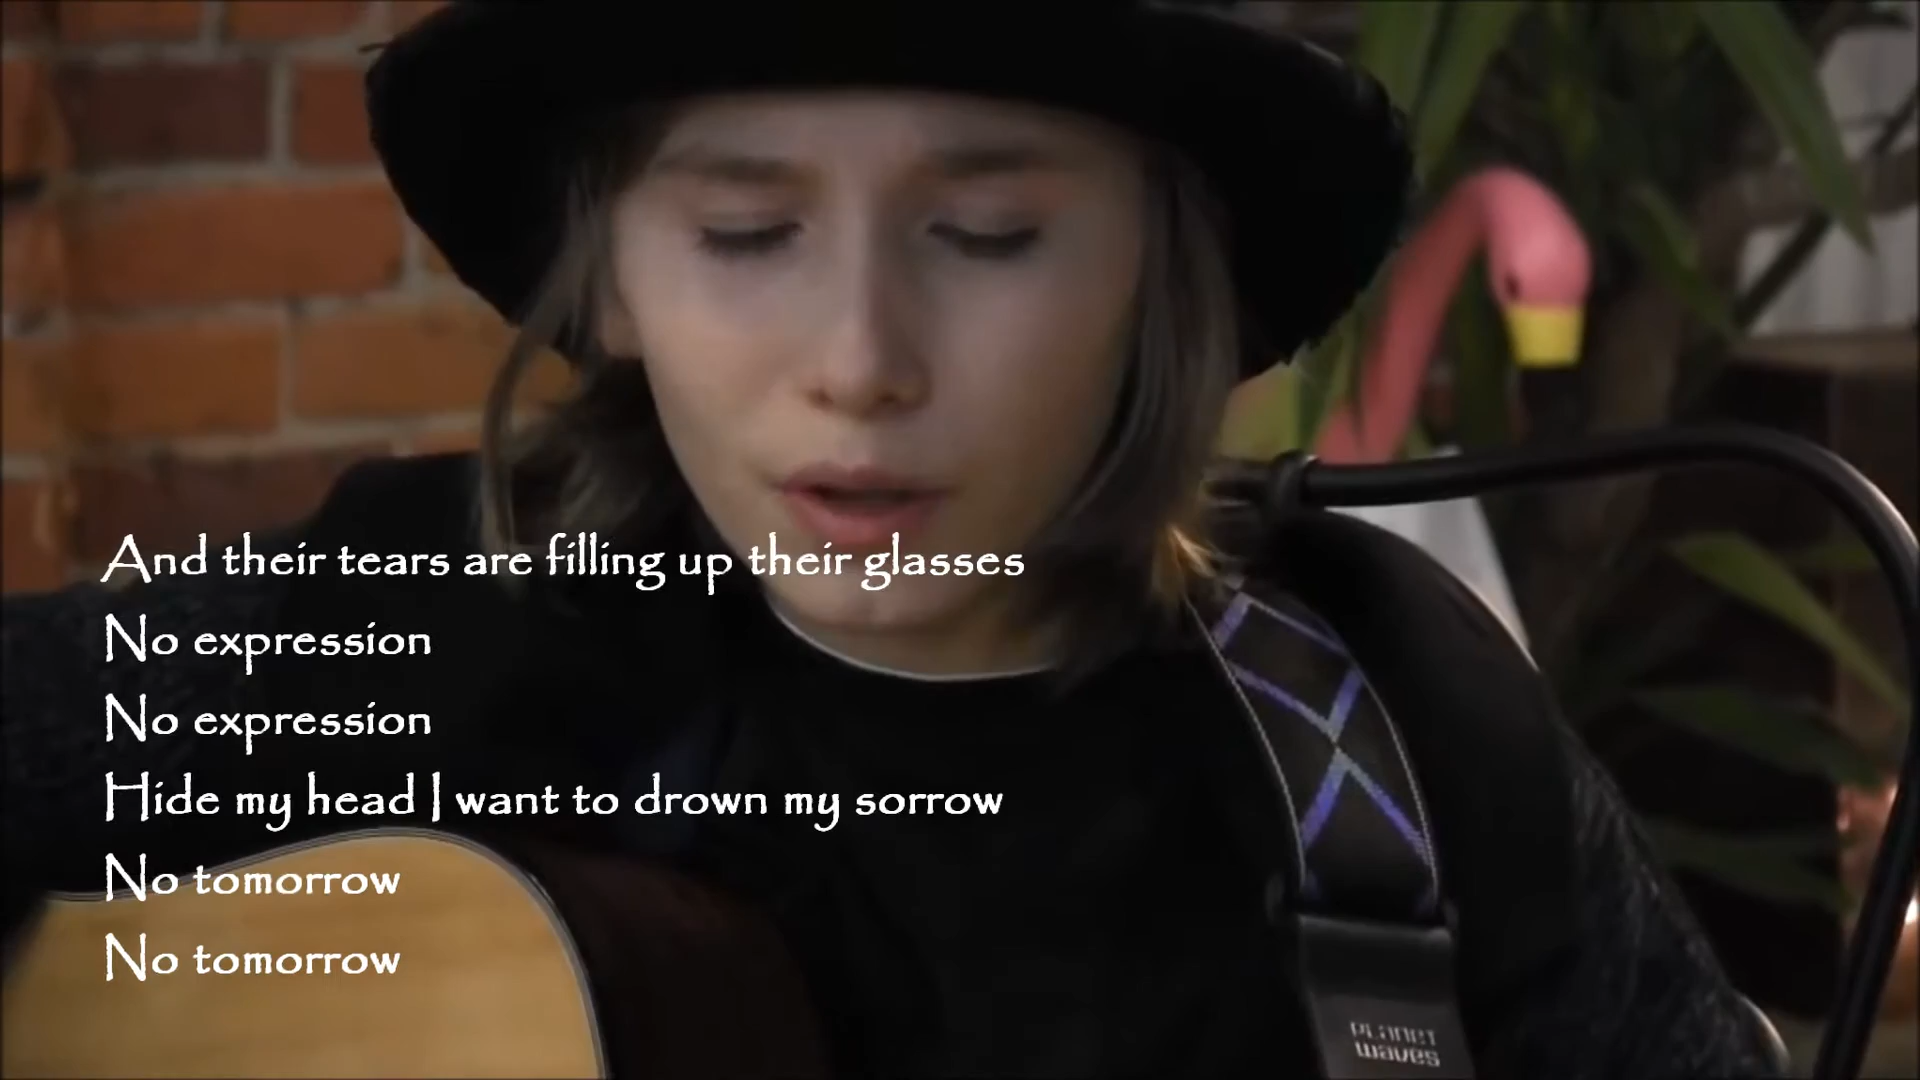 And their tears are filling up their glasses
No expression
No expression
Hide my head I want to drown my sorrow
No tomorrow
No tomorrow
PLANET
waves